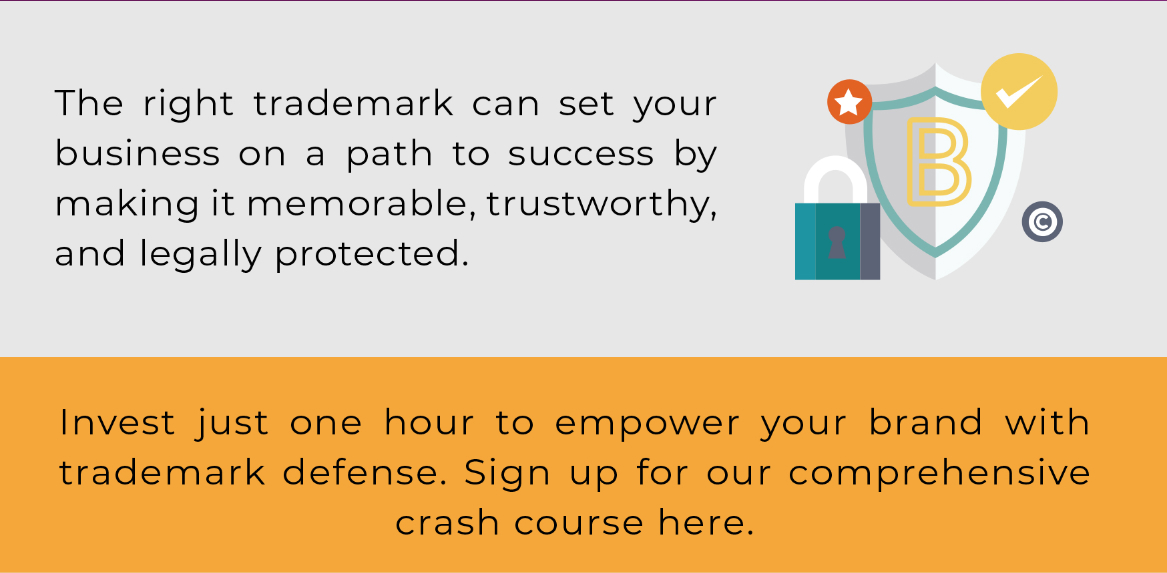 The right trademark can set your
business on a path to success by
making it memorable, trustworthy,
and legally protected.
B
©
Invest just one hour to empower your brand with
trademark defense. Sign up for our comprehensive
crash course here.